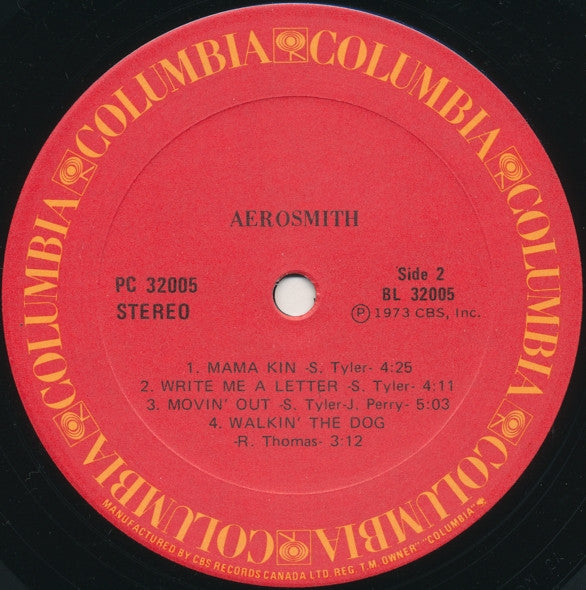 COLUMBIA COLUMBIA COLUMBIA COLUMBIA COLUMBIA COLUMBIA
AEROSMITH
PC 32005
STEREO
Side 2
BL 32005
Ⓟ 1973 CBS, Inc.
1. MAMA KIN -S. Tyler- 4:25
2. WRITE ME A LETTER -S. Tyler- 4:11
3. MOVIN' OUT -S. Tyler-J. Perry- 5:03
4. WALKIN' THE DOG
-R. Thomas- 3:12
MANUFACTURED BY CBS RECORDS CANADA LTD. REG. T.M. OWNER "COLUMBIA"